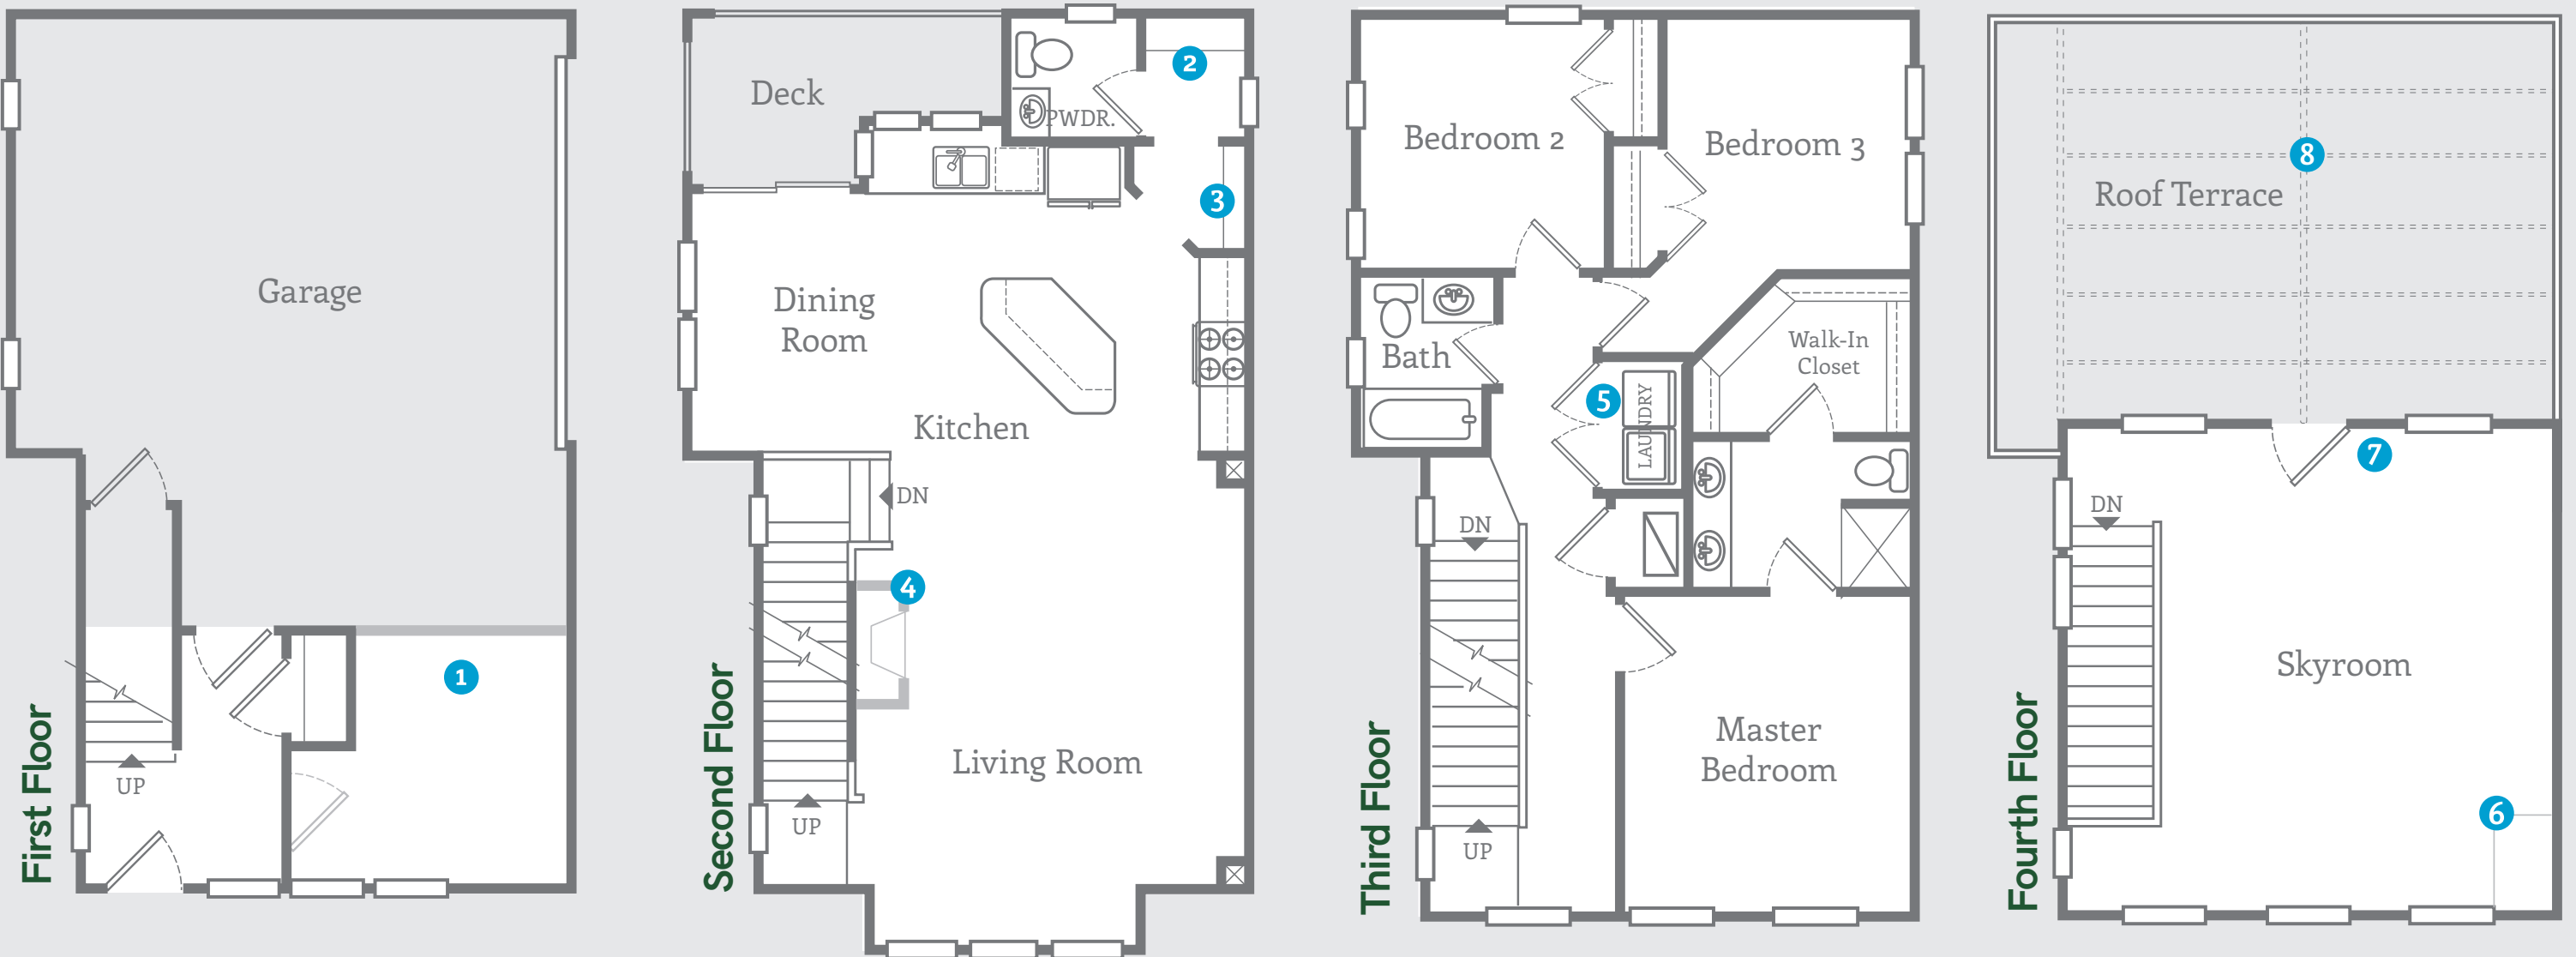 First Floor
Garage
1
UP
Second Floor
Deck
PWDR.
2
3
Dining
Room
Kitchen
DN
4
Living Room
UP
Third Floor
Bedroom 2
Bedroom 3
Bath
Walk-In
Closet
5
LAUNDRY
DN
Master
Bedroom
UP
Fourth Floor
8
Roof Terrace
7
DN
Skyroom
6